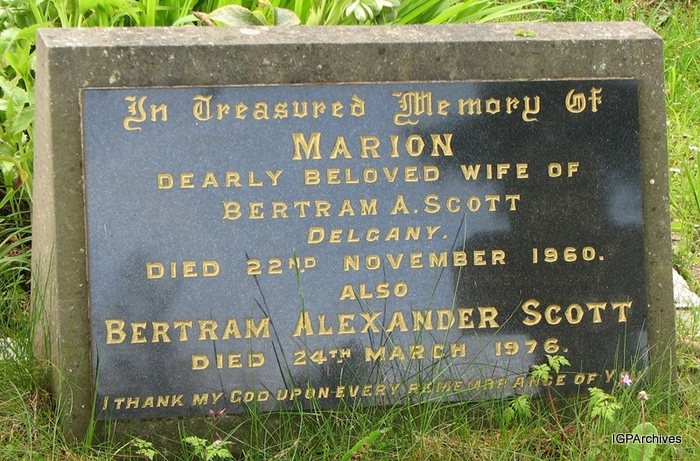 In Treasured Memory Of
MARION
DEARLY BELOVED WIFE OF
BERTRAM A. SCOTT
DELGANY.
DIED 22ND NOVEMBER 1960.
ALSO
BERTRAM ALEXANDER SCOTT
DIED 24TH MARCH 1976.
I THANK MY GOD UPON EVERY REMEMBRANCE OF
IGPArchives